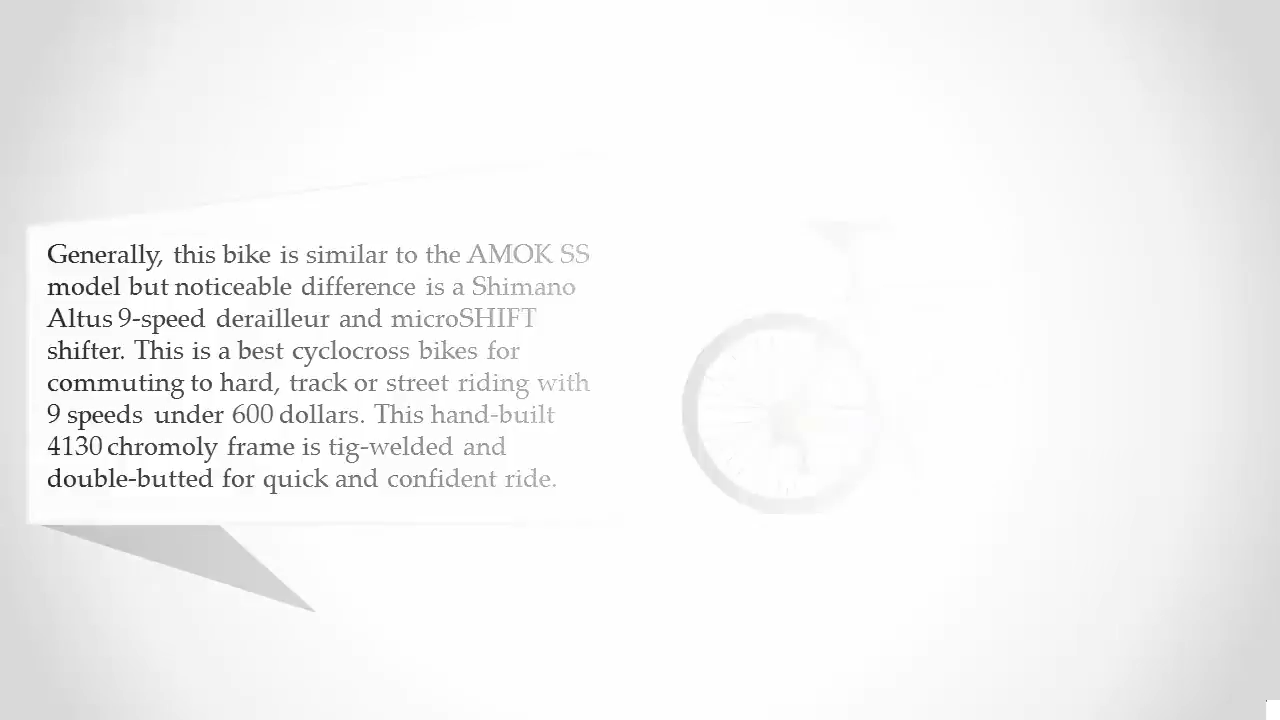 Generally, this bike is similar to the AMOK SS
model but noticeable difference is a Shimano
Altus 9-speed derailleur and microSHIFT
shifter. This is a best cyclocross bikes for
commuting to hard, track or street riding with
9 speeds under 600 dollars. This hand-built
4130 chromoly frame is tig-welded and
double-butted for quick and confident ride.